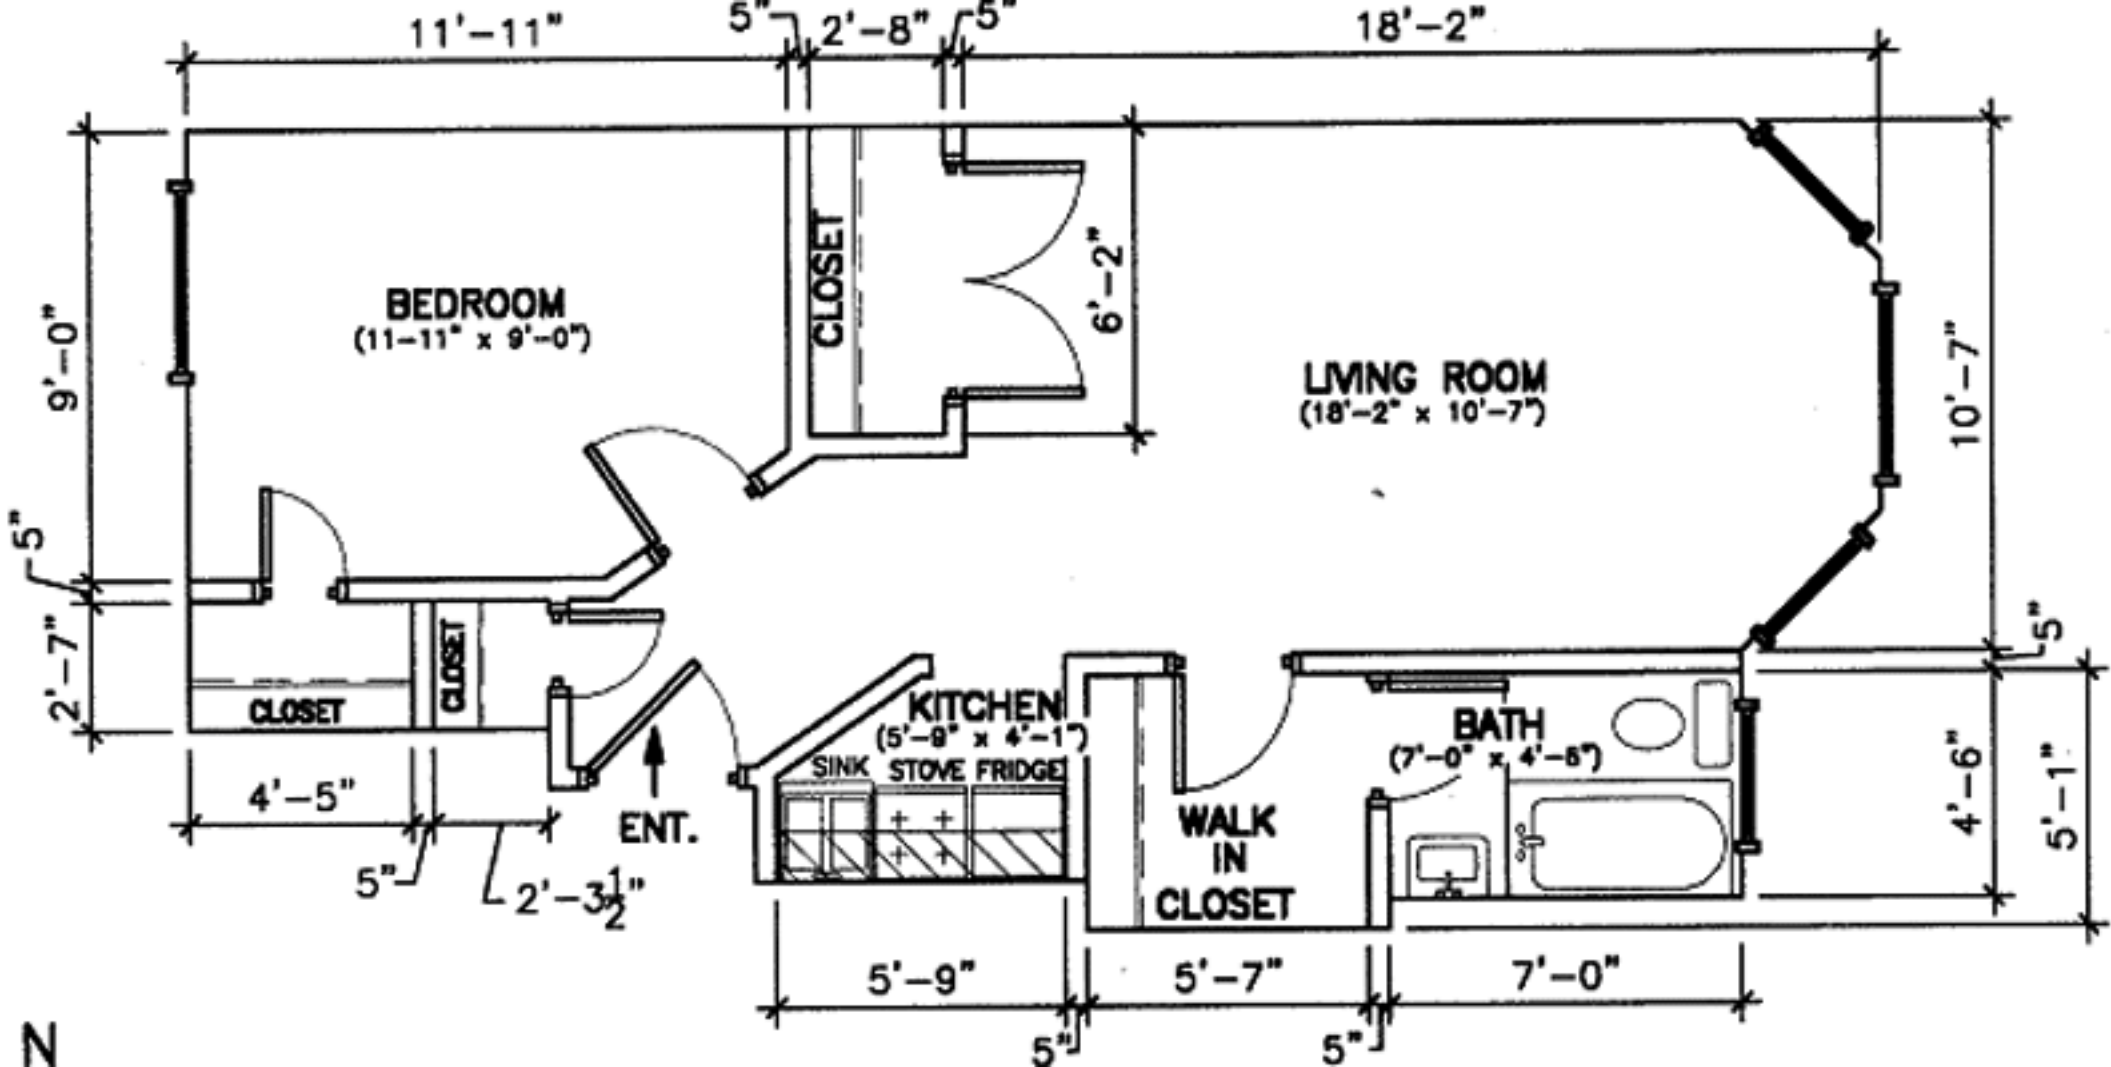 11'-11"
5"
2'-8"
5"
18'-2"
BEDROOM
(11-11" x 9'-0")
CLOSET
6'-2"
LIVING ROOM
(18'-2" x 10'-7")
10'-7"
9'-0"
5"
2'-7"
CLOSET
CLOSET
4'-5"
5"
2'-3½"
ENT.
KITCHEN
(5'-9" x 4'-1")
SINK STOVE FRIDGE
WALK
IN
CLOSET
BATH
(7'-0" x 4'-6")
5"
4'-6"
5'-1"
5'-9"
5'-7"
7'-0"
5"
5"
N